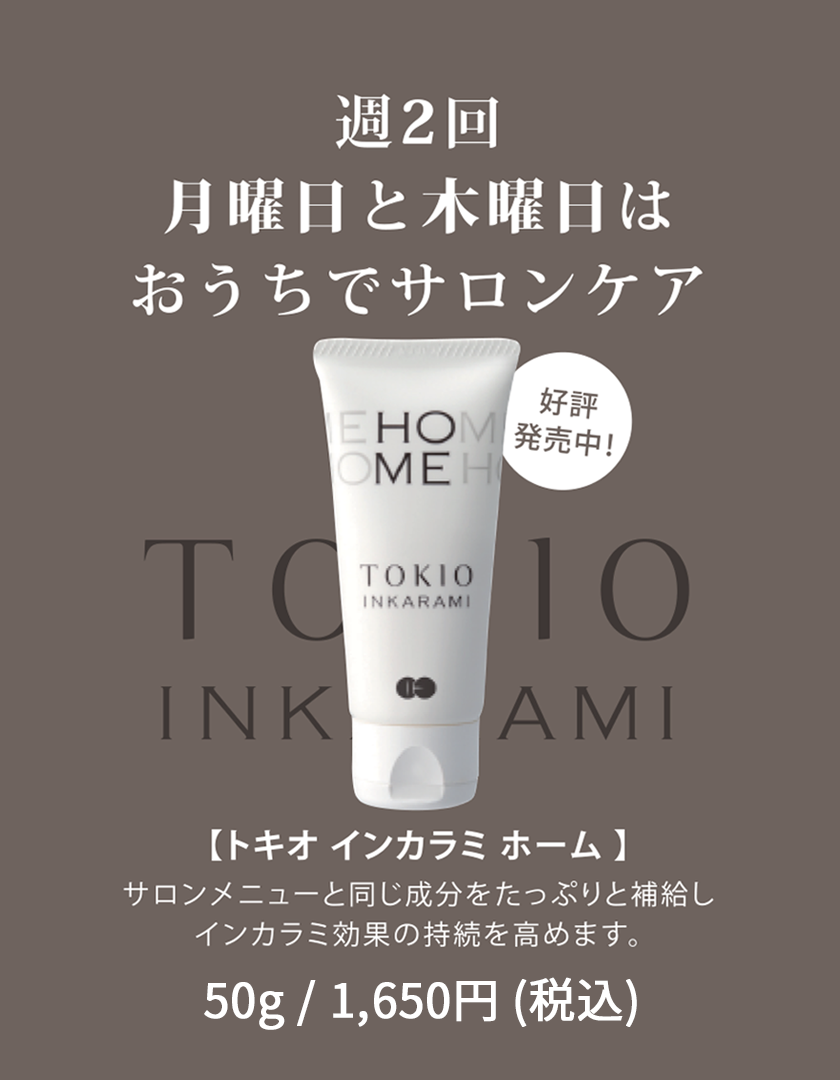 週2回
月曜日と木曜日は
おうちでサロンケア
好評
発売中!
HOME
HOME
TOKIO
INKARAMI
TOKIO
INKARAMI
【トキオ インカラミ ホーム 】
サロンメニューと同じ成分をたっぷりと補給し
インカラミ効果の持続を高めます。
50g / 1,650円 (税込)